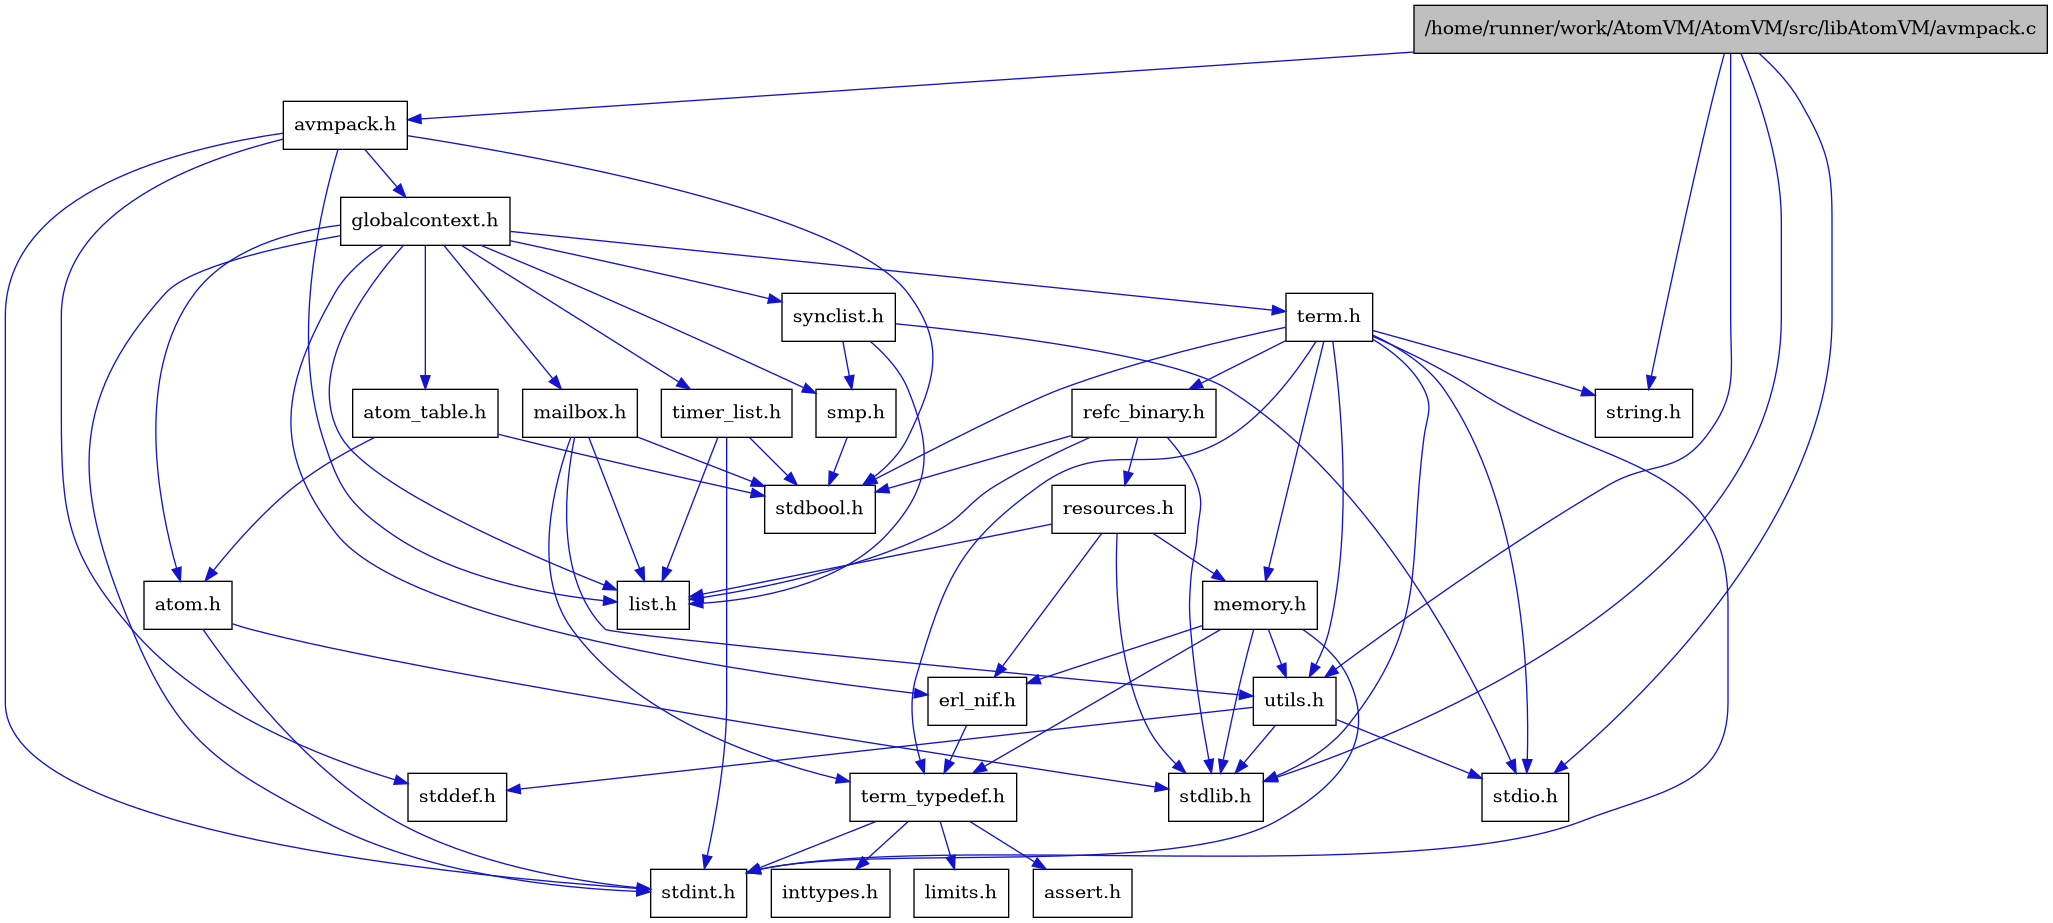 /home/runner/work/AtomVM/AtomVM/src/libAtomVM/avmpack.c
avmpack.h
globalcontext.h
synclist.h
term.h
atom_table.h
mailbox.h
timer_list.h
smp.h
refc_binary.h
string.h
stdbool.h
resources.h
atom.h
list.h
memory.h
erl_nif.h
utils.h
stddef.h
term_typedef.h
stdlib.h
stdio.h
stdint.h
inttypes.h
limits.h
assert.h